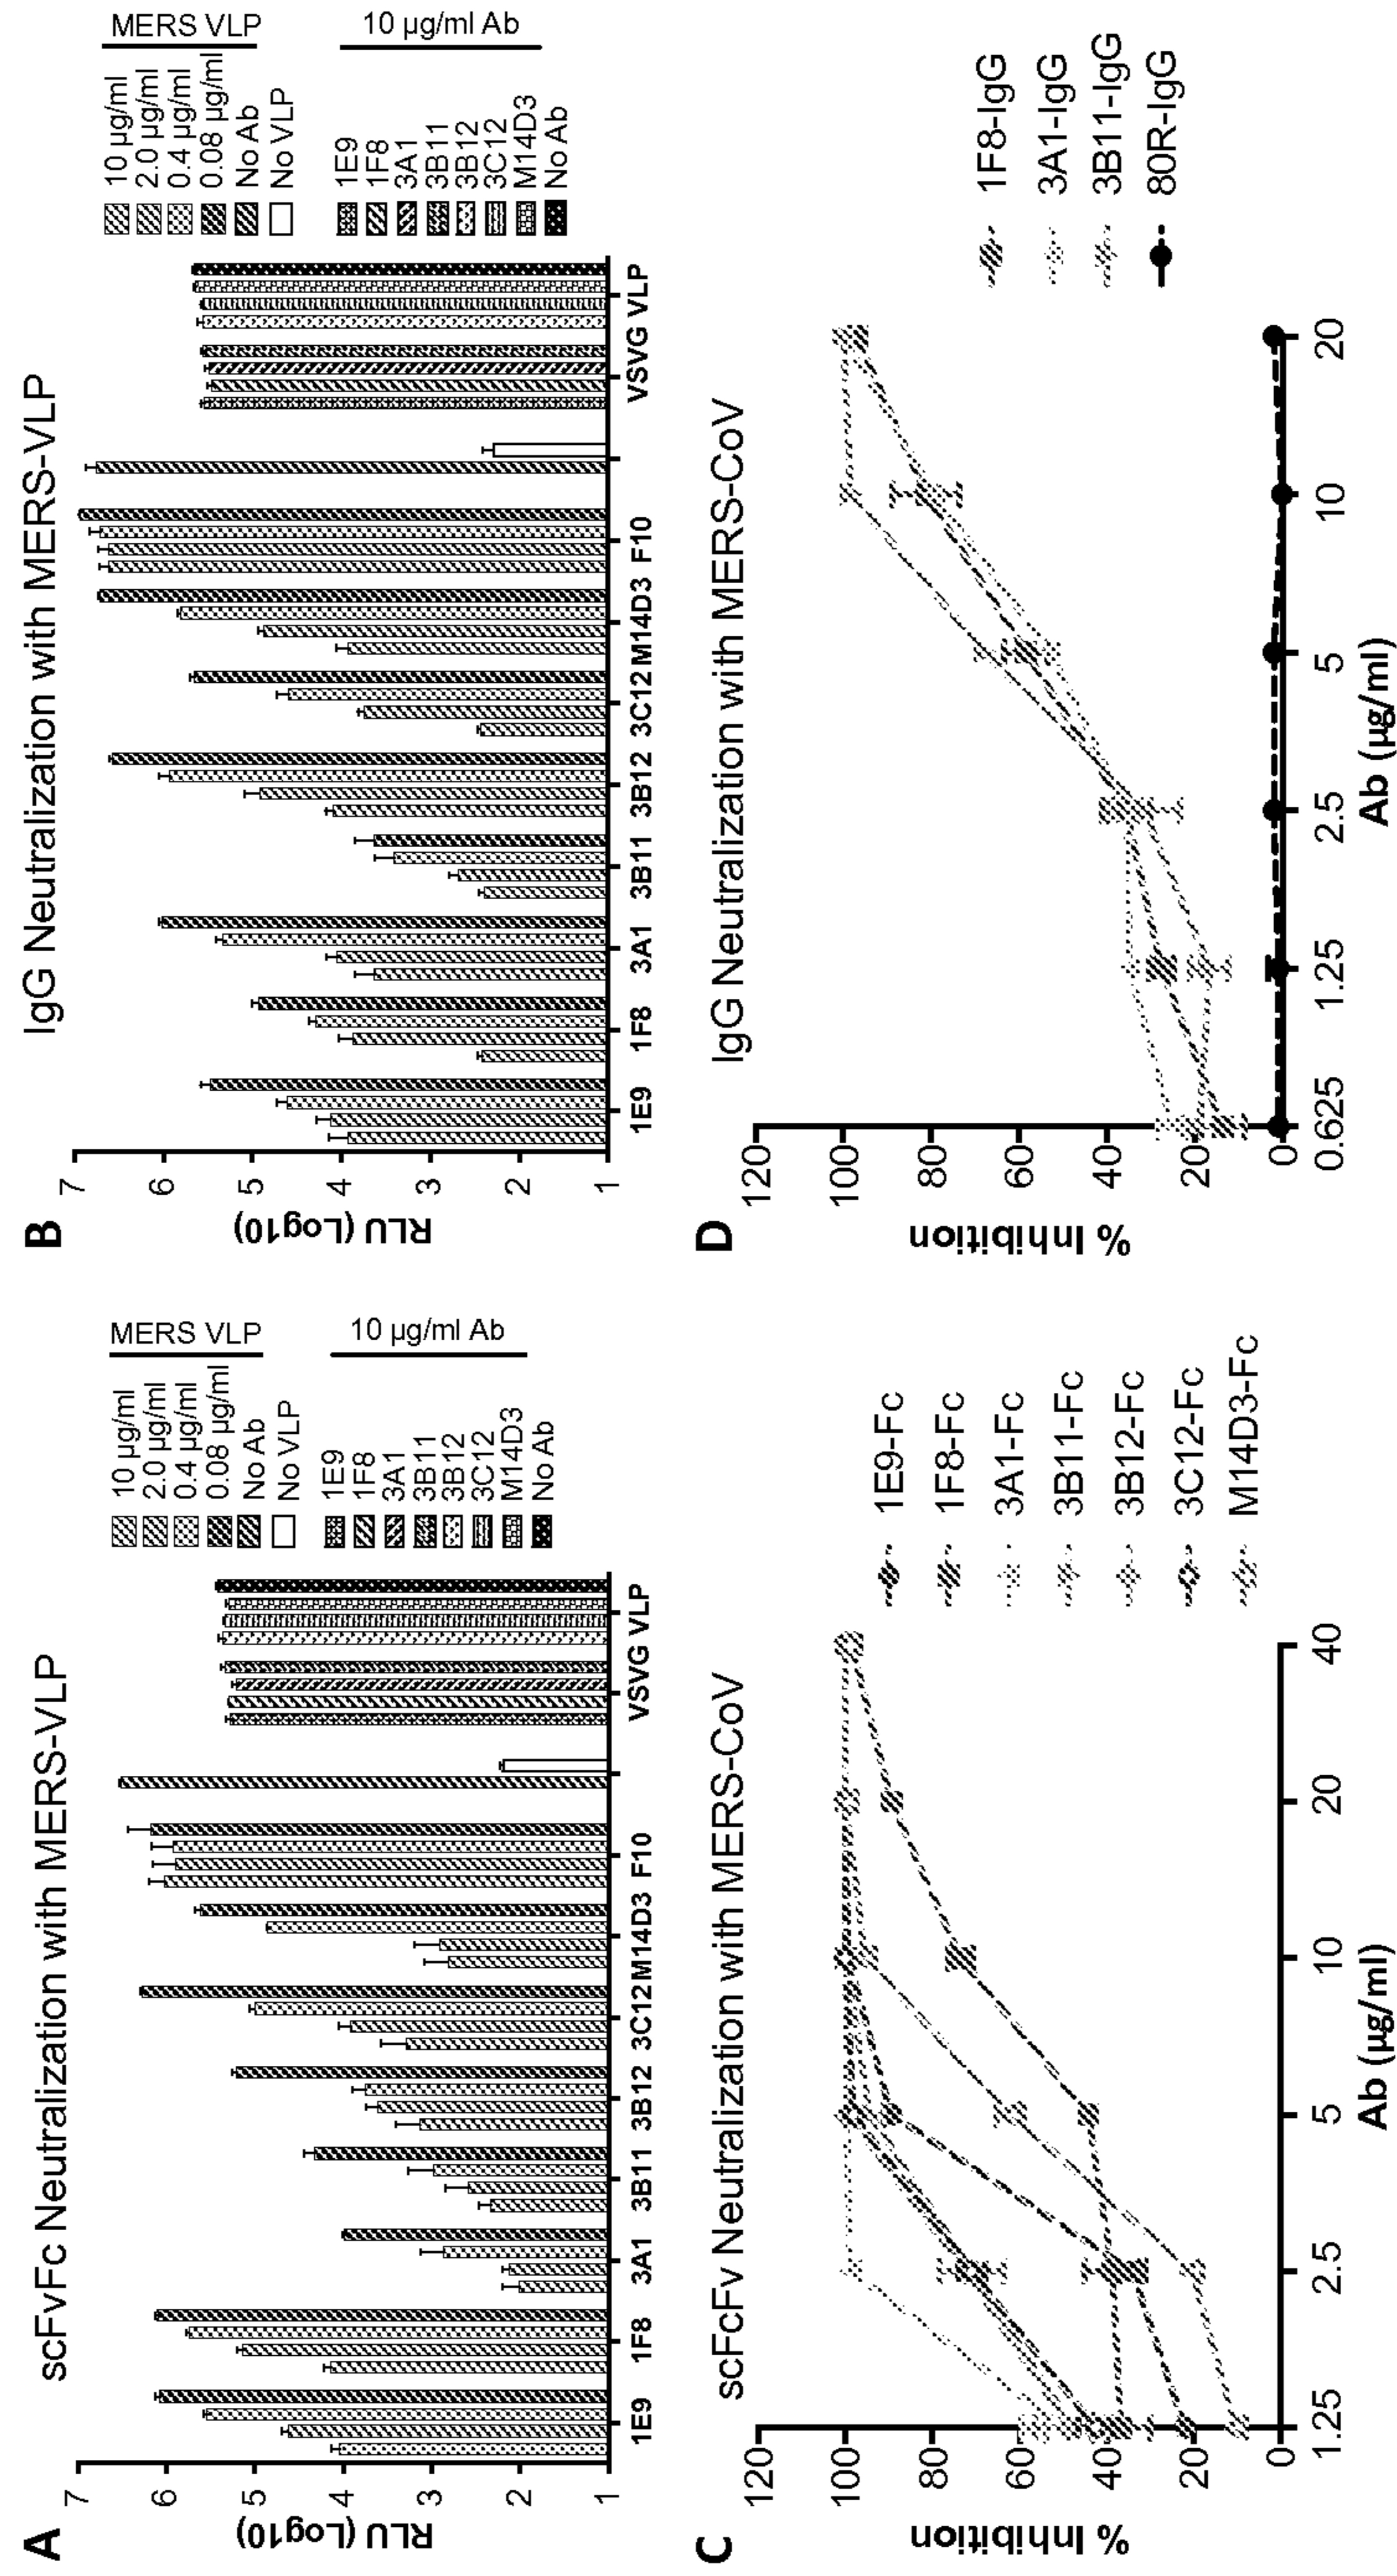 A
scFvFc Neutralization with MERS-VLP
RLU (Log10)
7
6
5
4
3
2
1
1E9
1F8
3A1
3B11
3B12
3C12
M14D3
F10
VSVG VLP
10 µg/ml
2.0 µg/ml
0.4 µg/ml
0.08 µg/ml
No Ab
No VLP
MERS VLP
1E9
1F8
3A1
3B11
3B12
3C12
M14D3
No Ab
10 µg/ml Ab
B
IgG Neutralization with MERS-VLP
RLU (Log10)
7
6
5
4
3
2
1
1E9
1F8
3A1
3B11
3B12
3C12
M14D3
F10
VSVG VLP
10 µg/ml
2.0 µg/ml
0.4 µg/ml
0.08 µg/ml
No Ab
No VLP
MERS VLP
1E9
1F8
3A1
3B11
3B12
3C12
M14D3
No Ab
10 µg/ml Ab
C
scFcFv Neutralization with MERS-CoV
% Inhibition
120
100
80
60
40
20
0
1.25
2.5
5
10
20
40
Ab (µg/ml)
1E9-Fc
1F8-Fc
3A1-Fc
3B11-Fc
3B12-Fc
3C12-Fc
M14D3-Fc
D
IgG Neutralization with MERS-CoV
% Inhibition
120
100
80
60
40
20
0
0.625
1.25
2.5
5
10
20
Ab (µg/ml)
1F8-IgG
3A1-IgG
3B11-IgG
80R-IgG